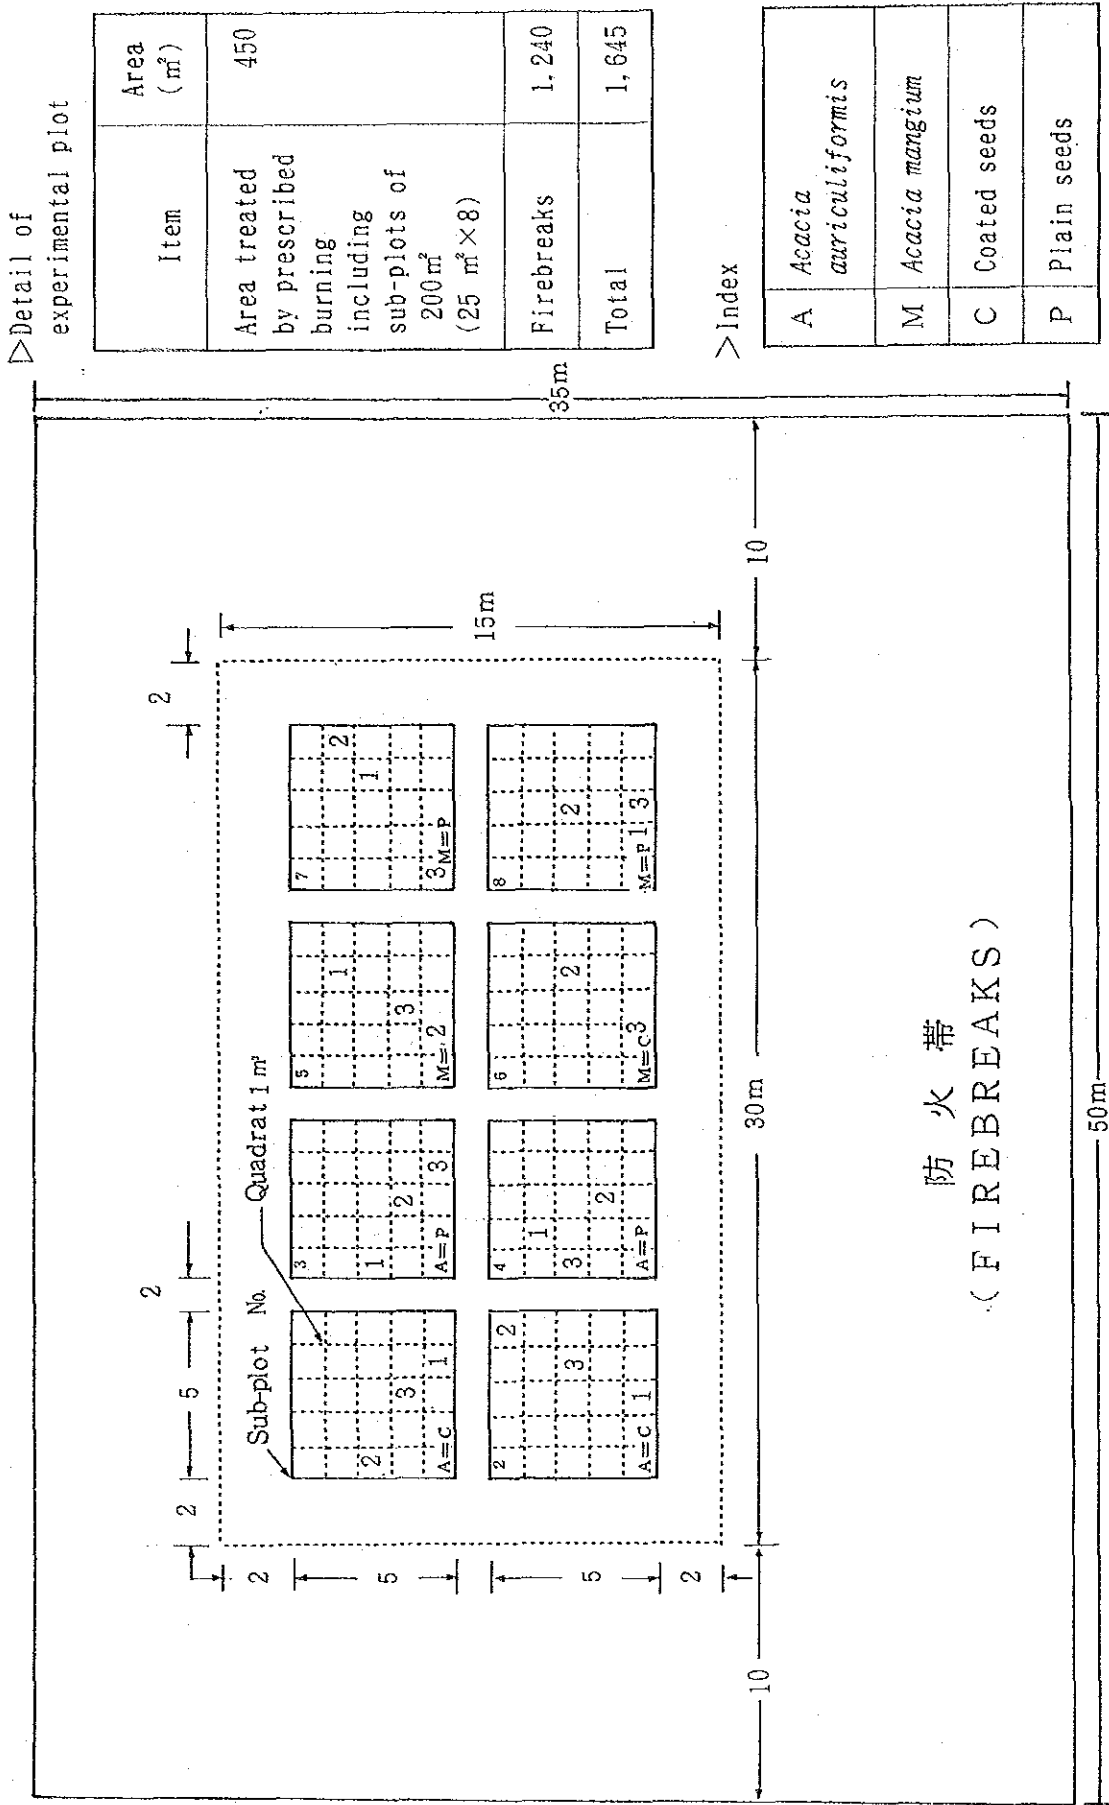 ▷Detail of
experimental plot
Item
Area
(㎡)
Area treated
by prescribed
burning
including
sub-plots of
200㎡
(25 ㎡×8)
450
Firebreaks
1,240
Total
1,645
>Index
A
Acacia
auriculiformis
M
Acacia mangium
C
Coated seeds
P
Plain seeds
2
5
2
2
Sub-plot No.
Quadrat 1㎡
2
3
1
A=C
3
1
2
3
A=P
5
1
3
M= 2
7
2
1
3 M=P
2
2
3
A=C 1
4
1
3
2
A=P
6
2
M=C 3
8
2
M=P 1 3
2
5
5
2
15m
35m
10
30m
10
防火帯
(FIREBREAKS)
50m